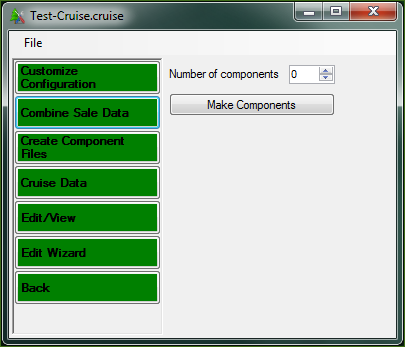 Test-Cruise.cruise
File
Customize
Configuration
Combine Sale Data
Create Component
Files
Cruise Data
Edit/View
Edit Wizard
Back
Number of components 0
Make Components